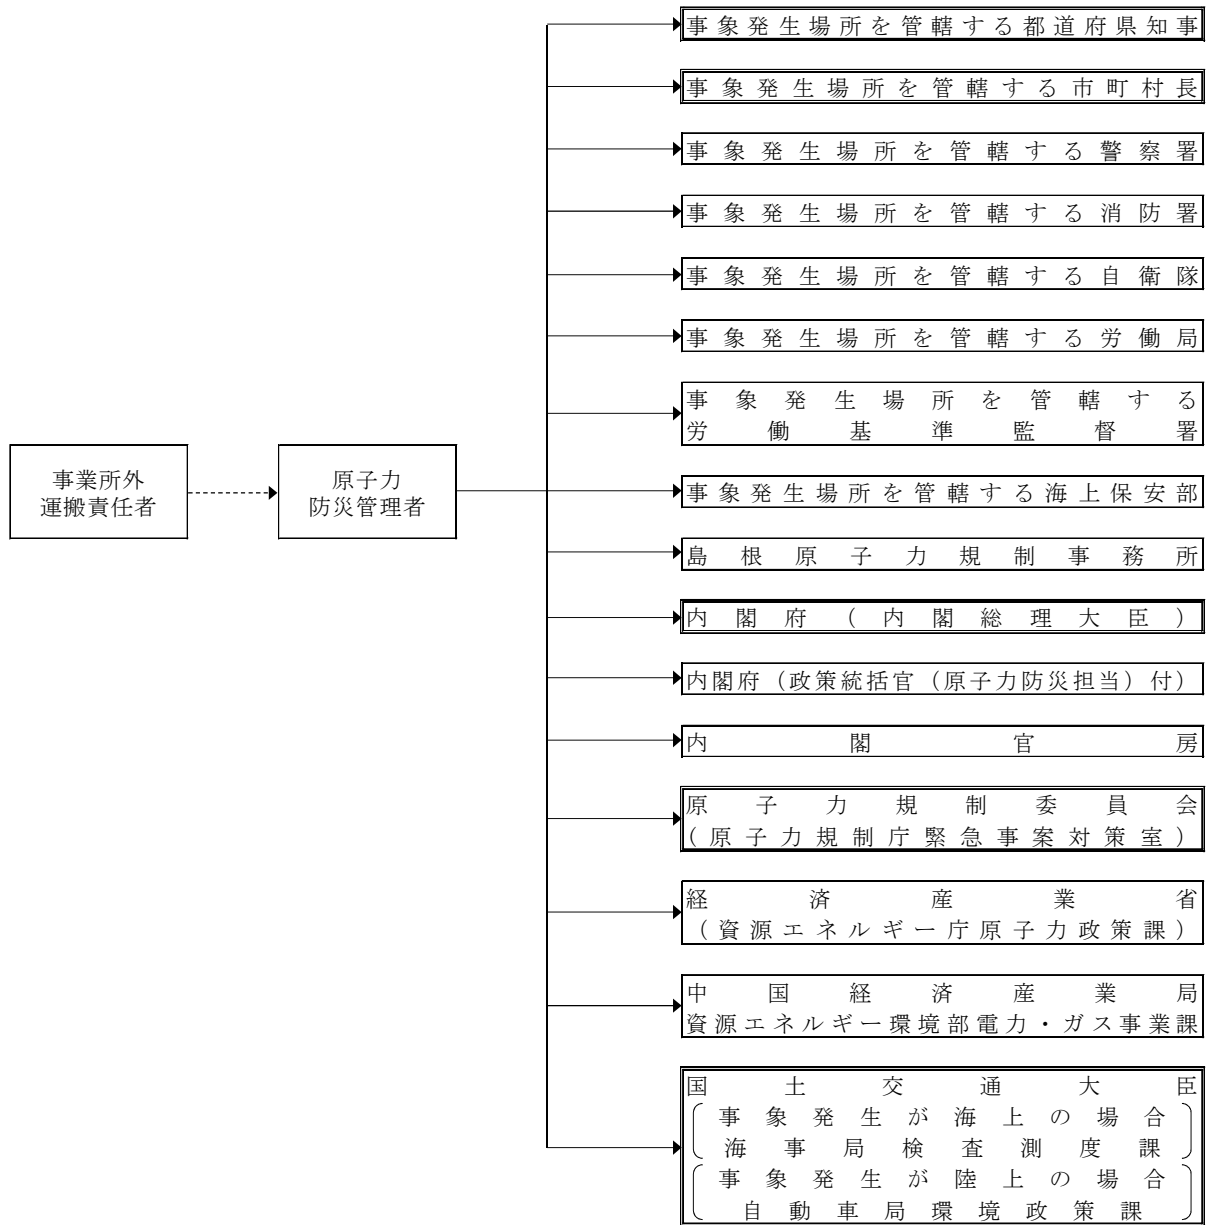 事象発生場所を管轄する都道府県知事
事象発生場所を管轄する市町村長
事象発生場所を管轄する警察署
事象発生場所を管轄する消防署
事象発生場所を管轄する自衛隊
事象発生場所を管轄する労働局
事象発生場所を管轄する
労働基準監督署
事業所外
運搬責任者
原子力
防災管理者
事象発生場所を管轄する海上保安部
島根原子力規制事務所
内閣府(内閣総理大臣)
内閣府(政策統括官(原子力防災担当)付)
内閣官房
原子力規制委員会
(原子力規制庁緊急事案対策室)
経済産業省
(資源エネルギー庁原子力政策課)
中国経済産業局
資源エネルギー環境部電力・ガス事業課
国土交通大臣
事象発生が海上の場合
海事局検査測度課
事象発生が陸上の場合
自動車局環境政策課